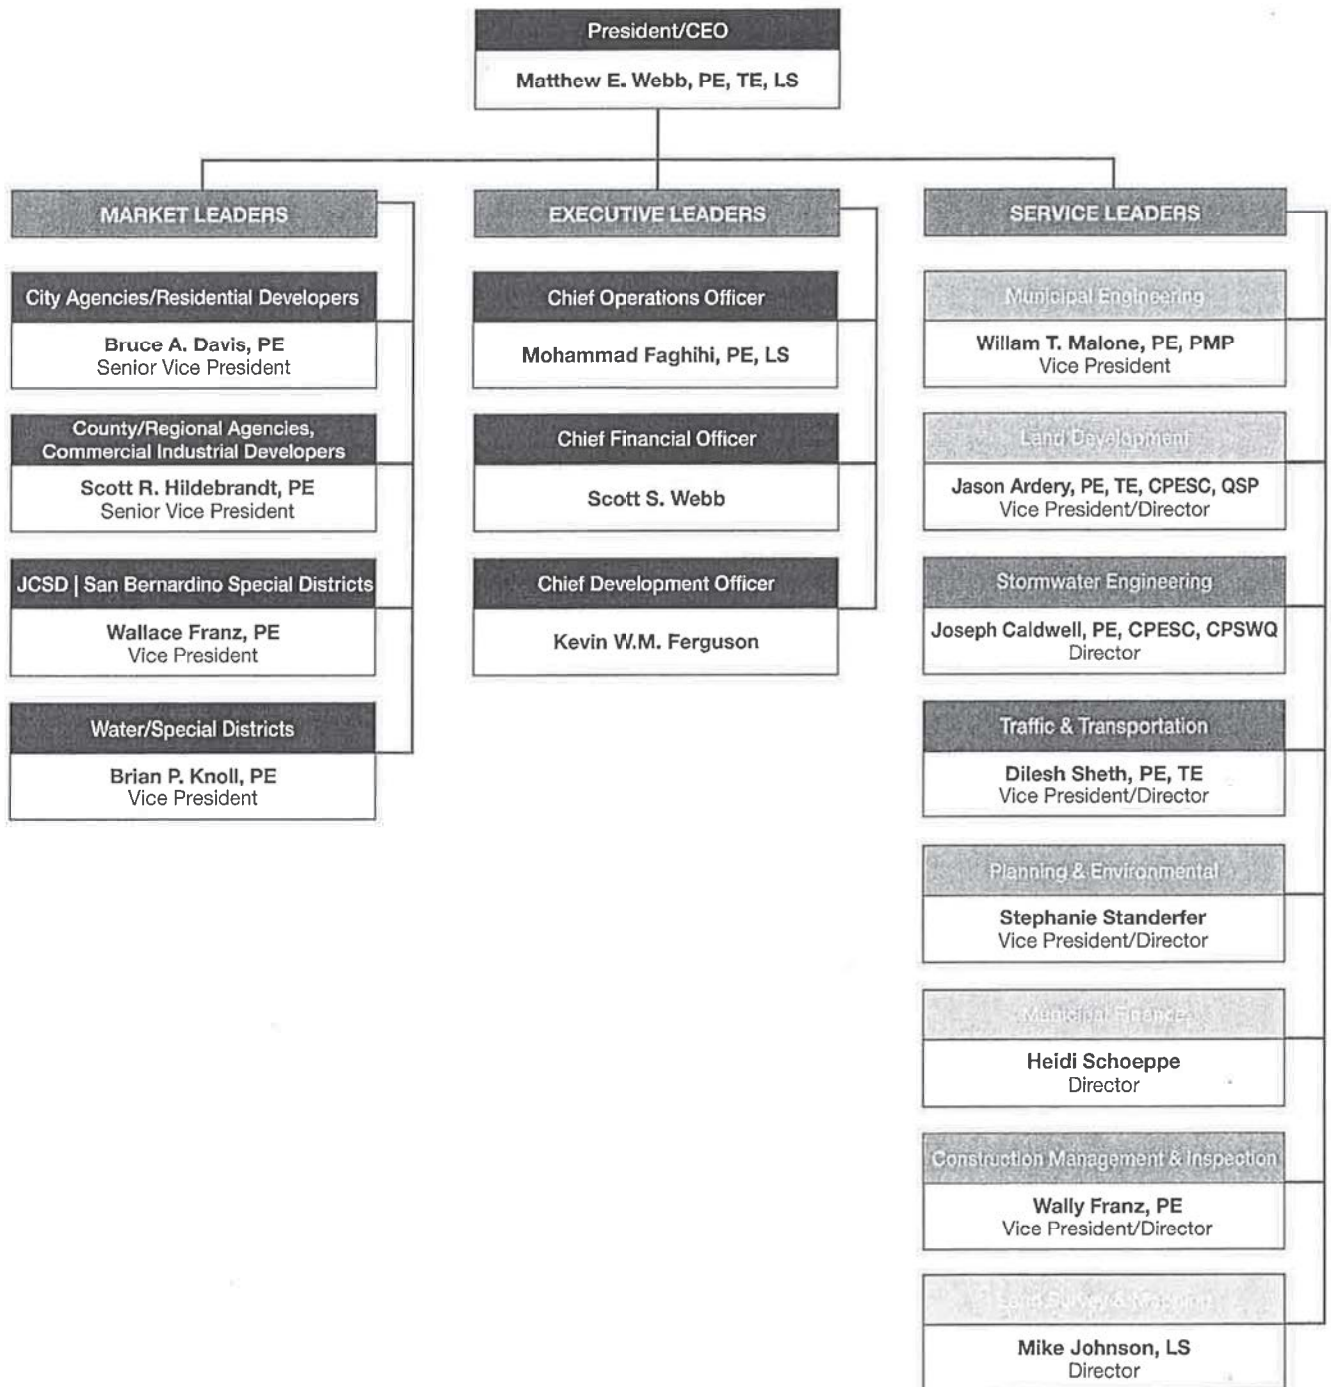 President/CEO
Matthew E. Webb, PE, TE, LS
MARKET LEADERS
City Agencies/Residential Developers
Bruce A. Davis, PE
Senior Vice President
County/Regional Agencies,
Commercial Industrial Developers
Scott R. Hildebrandt, PE
Senior Vice President
JCSD | San Bernardino Special Districts
Wallace Franz, PE
Vice President
Water/Special Districts
Brian P. Knoll, PE
Vice President
EXECUTIVE LEADERS
Chief Operations Officer
Mohammad Faghihi, PE, LS
Chief Financial Officer
Scott S. Webb
Chief Development Officer
Kevin W.M. Ferguson
SERVICE LEADERS
Municipal Engineering
Willam T. Malone, PE, PMP
Vice President
Land Development
Jason Ardery, PE, TE, CPESC, QSP
Vice President/Director
Stormwater Engineering
Joseph Caldwell, PE, CPESC, CPSWQ
Director
Traffic & Transportation
Dilesh Sheth, PE, TE
Vice President/Director
Planning & Environmental
Stephanie Standerfer
Vice President/Director
Municipal Finance
Heidi Schoeppe
Director
Construction Management & Inspection
Wally Franz, PE
Vice President/Director
Land Survey & Mapping
Mike Johnson, LS
Director